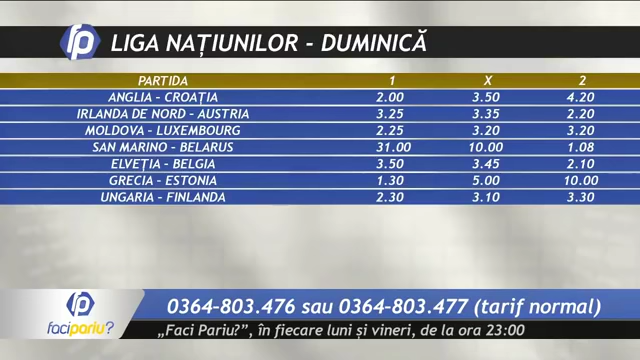 fp LIGA NAȚIUNILOR - DUMINICĂ
PARTIDA 1 X 2
ANGLIA - CROAȚIA 2.00 3.50 4.20
IRLANDA DE NORD - AUSTRIA 3.25 3.35 2.20
MOLDOVA - LUXEMBOURG 2.25 3.20 3.20
SAN MARINO - BELARUS 31.00 10.00 1.08
ELVEȚIA - BELGIA 3.50 3.45 2.10
GRECIA - ESTONIA 1.30 5.00 10.00
UNGARIA - FINLANDA 2.30 3.10 3.30
fp
0364-803.476 sau 0364-803.477 (tarif normal)
facipariu?
„Faci Pariu?”, în fiecare luni și vineri, de la ora 23:00